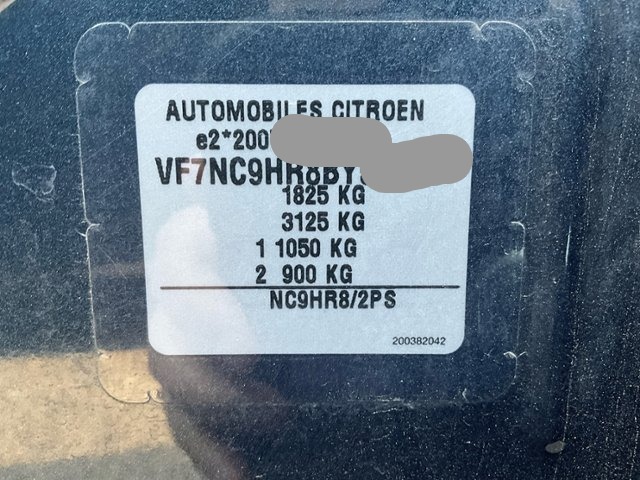 AUTOMOBILES CITROEN
e2*200
VF7NC9HR8BY
1825 KG
3125 KG
1 1050 KG
2 900 KG
NC9HR8/2PS
200382042